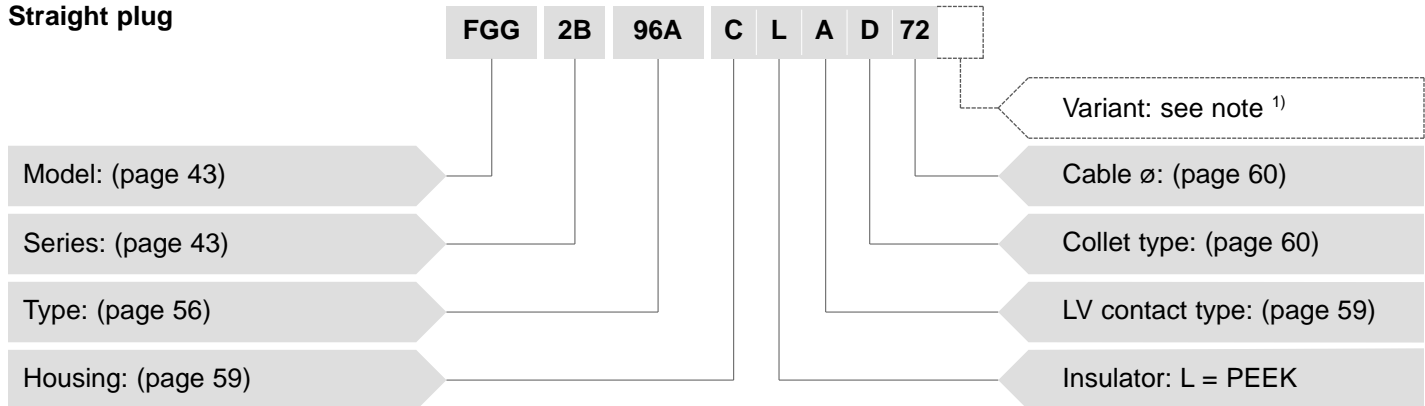 Straight plug
FGG 2B 96A C L A D 72
Variant: see note 1)
Model: (page 43)
Cable ø: (page 60)
Series: (page 43)
Collet type: (page 60)
Type: (page 56)
LV contact type: (page 59)
Housing: (page 59)
Insulator: L = PEEK